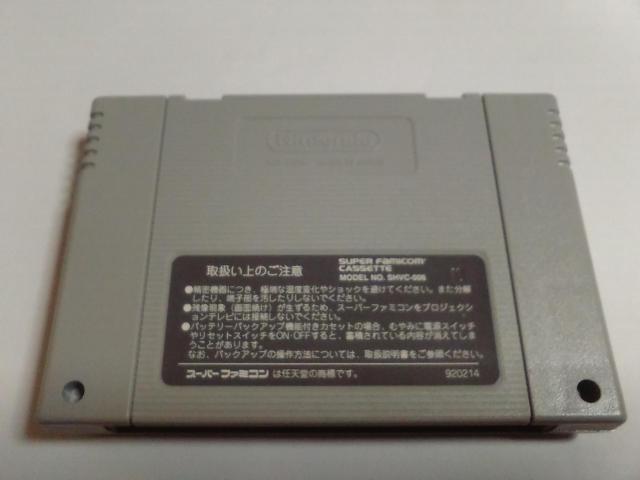 Nintendo
取扱い上のご注意
SUPER FAMICOM
CASSETTE
MODEL NO. SHVC-006
●精密機器につき、極端な温度変化やショックを避けてください。また分解
したり、端子部を汚したりしないでください。
●残像現象（画面焼け）が生ずるため、スーパーファミコンをプロジェクシ
ョンテレビには接続しないでください。
●バッテリーバックアップ機能付きカセットの場合、むやみに電源スイッチ
やリセットスイッチをON・OFFすると、蓄積されている内容が消えてしま
うことがあります。
なお、バックアップの操作方法については、取扱説明書をご参照ください。
スーパーファミコン は任天堂の商標です。
920214